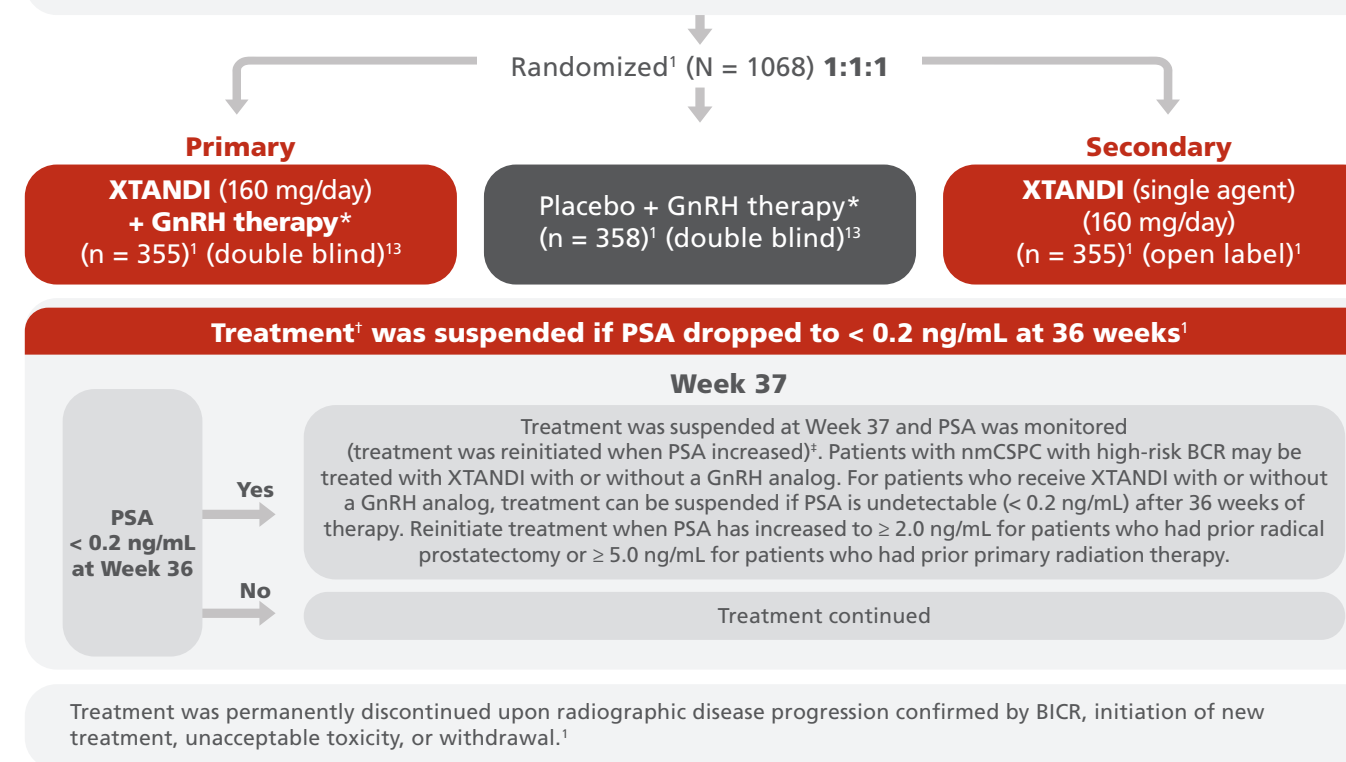 Randomized¹ (N = 1068) 1:1:1
Primary
XTANDI (160 mg/day)
+ GnRH therapy*
(n = 355)¹ (double blind)¹³
Placebo + GnRH therapy*
(n = 358)¹ (double blind)¹³
Secondary
XTANDI (single agent)
(160 mg/day)
(n = 355)¹ (open label)¹
Treatment† was suspended if PSA dropped to < 0.2 ng/mL at 36 weeks¹
Week 37
PSA
< 0.2 ng/mL
at Week 36
Yes
Treatment was suspended at Week 37 and PSA was monitored
(treatment was reinitiated when PSA increased)‡. Patients with nmCSPC with high-risk BCR may be
treated with XTANDI with or without a GnRH analog. For patients who receive XTANDI with or without
a GnRH analog, treatment can be suspended if PSA is undetectable (< 0.2 ng/mL) after 36 weeks of
therapy. Reinitiate treatment when PSA has increased to ≥ 2.0 ng/mL for patients who had prior radical
prostatectomy or ≥ 5.0 ng/mL for patients who had prior primary radiation therapy.
No
Treatment continued
Treatment was permanently discontinued upon radiographic disease progression confirmed by BICR, initiation of new
treatment, unacceptable toxicity, or withdrawal.¹